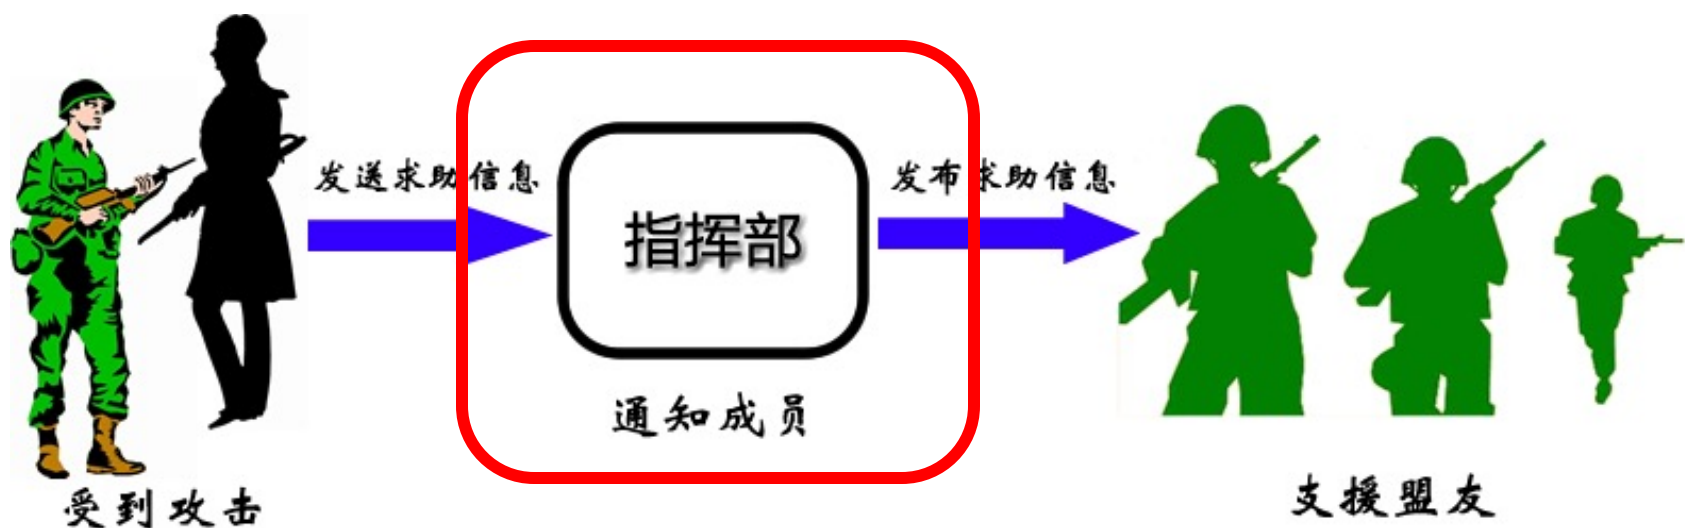 发送求助信息
发布求助信息
指挥部
通知成员
受到攻击
支援盟友